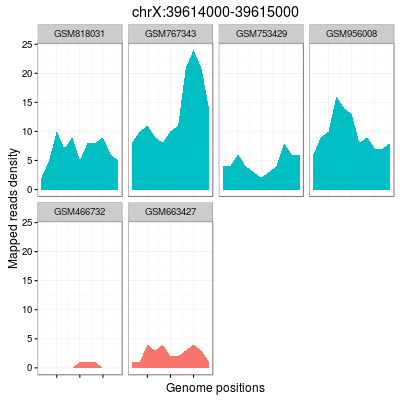 chrX:39614000-39615000
GSM818031 GSM767343 GSM753429 GSM956008
25
20
15
10
5
0
GSM466732 GSM663427
25
20
15
10
5
0
Mapped reads density
Genome positions